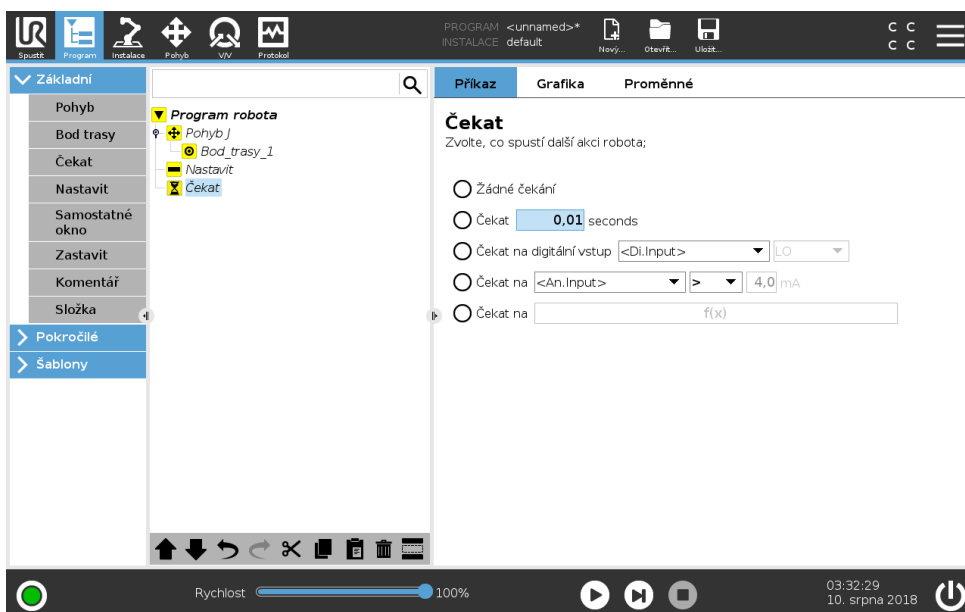 UR
PROGRAM <unnamed>*
INSTALACE default
C C
C C
Spustit
Program
Instalace
Pohyb
V/V
Protokol
Nový...
Otevřít...
Uložit...
Základní
Pohyb
Bod trasy
Čekat
Nastavit
Samostatné
okno
Zastavit
Komentář
Složka
Pokročilé
Šablony
Program robota
Pohyb J
Bod_trasy_1
Nastavit
Čekat
Příkaz
Grafika
Proměnné
Čekat
Zvolte, co spustí další akci robota;
Žádné čekání
Čekat 0,01 seconds
Čekat na digitální vstup <Di.Input> LO
Čekat na <An.Input> > 4,0 mA
Čekat na f(x)
Rychlost 100%
03:32:29
10. srpna 2018